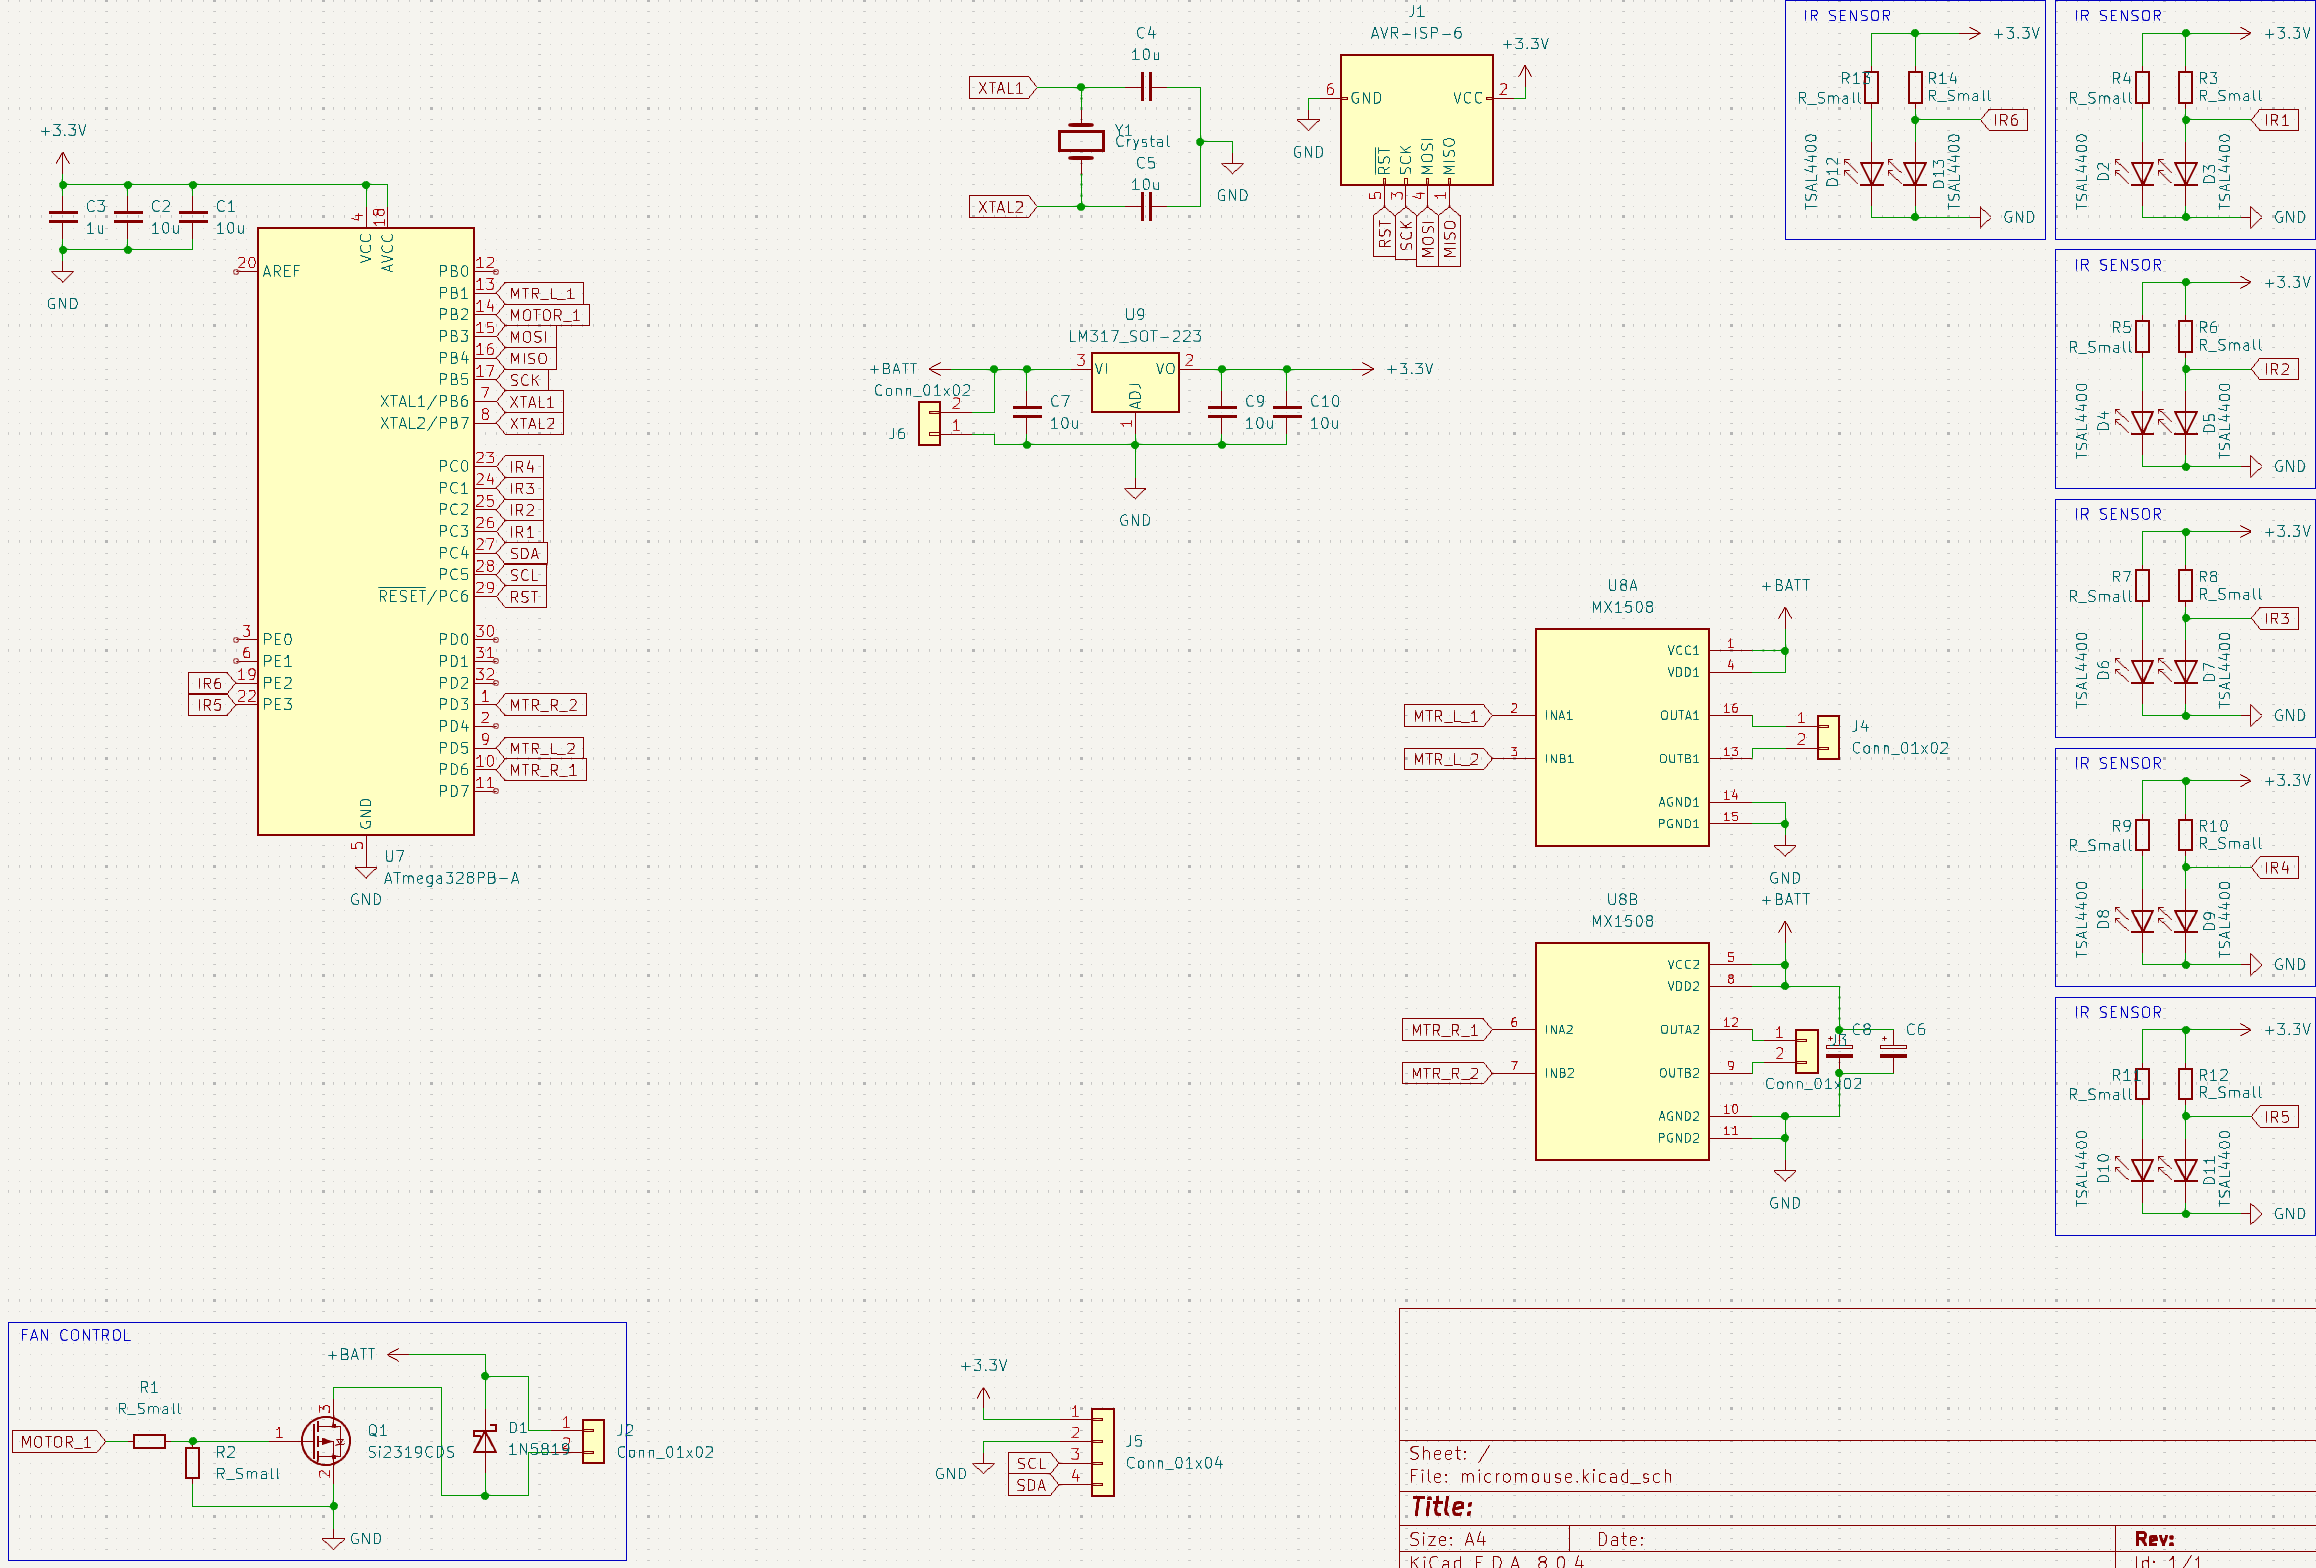 +3.3V
C3
1u
C2
10u
C1
10u
GND
4
18
VCC
AVCC
20
AREF
3
PE0
6
PE1
IR6
19
PE2
IR5
22
PE3
PB0
12
PB1
13
MTR_L_1
PB2
14
MOTOR_1
PB3
15
MOSI
PB4
16
MISO
PB5
17
SCK
XTAL1/PB6
7
XTAL1
XTAL2/PB7
8
XTAL2
PC0
23
IR4
PC1
24
IR3
PC2
25
IR2
PC3
26
IR1
PC4
27
SDA
PC5
28
SCL
RESET/PC6
29
RST
PD0
30
PD1
31
PD2
32
PD3
1
MTR_R_2
PD4
2
PD5
9
MTR_L_2
PD6
10
MTR_R_1
PD7
11
GND
5
U7
ATmega328PB-A
GND
C4
10u
XTAL1
Y1
Crystal
C5
10u
XTAL2
GND
J1
AVR-ISP-6
+3.3V
6
GND
VCC
2
GND
RST
SCK
MOSI
MISO
5
3
4
1
RST
SCK
MOSI
MISO
U9
LM317_SOT-223
+BATT
3
VI
VO
2
+3.3V
Conn_01x02
2
1
J6
C7
10u
ADJ
1
C9
10u
C10
10u
GND
U8A
MX1508
+BATT
VCC1
1
VDD1
4
MTR_L_1
2
INA1
OUTA1
16
MTR_L_2
3
INB1
OUTB1
13
1
2
J4
Conn_01x02
AGND1
14
PGND1
15
GND
U8B
MX1508
+BATT
VCC2
5
VDD2
8
MTR_R_1
6
INA2
OUTA2
12
MTR_R_2
7
INB2
OUTB2
9
1
2
J3
Conn_01x02
C8
C6
AGND2
10
PGND2
11
GND
IR SENSOR
+3.3V
R13
R_Small
R14
R_Small
IR6
TSAL4400
D12
D13
TSAL4400
GND
IR SENSOR
+3.3V
R4
R_Small
R3
R_Small
IR1
TSAL4400
D2
D3
TSAL4400
GND
IR SENSOR
+3.3V
R5
R_Small
R6
R_Small
IR2
TSAL4400
D4
D5
TSAL4400
GND
IR SENSOR
+3.3V
R7
R_Small
R8
R_Small
IR3
TSAL4400
D6
D7
TSAL4400
GND
IR SENSOR
+3.3V
R9
R_Small
R10
R_Small
IR4
TSAL4400
D8
D9
TSAL4400
GND
IR SENSOR
+3.3V
R11
R_Small
R12
R_Small
IR5
TSAL4400
D10
D11
TSAL4400
GND
FAN CONTROL
+BATT
R1
R_Small
MOTOR_1
R2
R_Small
1
3
2
Q1
Si2319CDS
D1
1N5819
1
2
J2
Conn_01x02
GND
+3.3V
1
2
3
4
GND
SCL
SDA
J5
Conn_01x04
Sheet: /
File: micromouse.kicad_sch
Title:
Size: A4
Date:
Rev:
KiCad E.D.A. 8.0.4
Id: 1/1